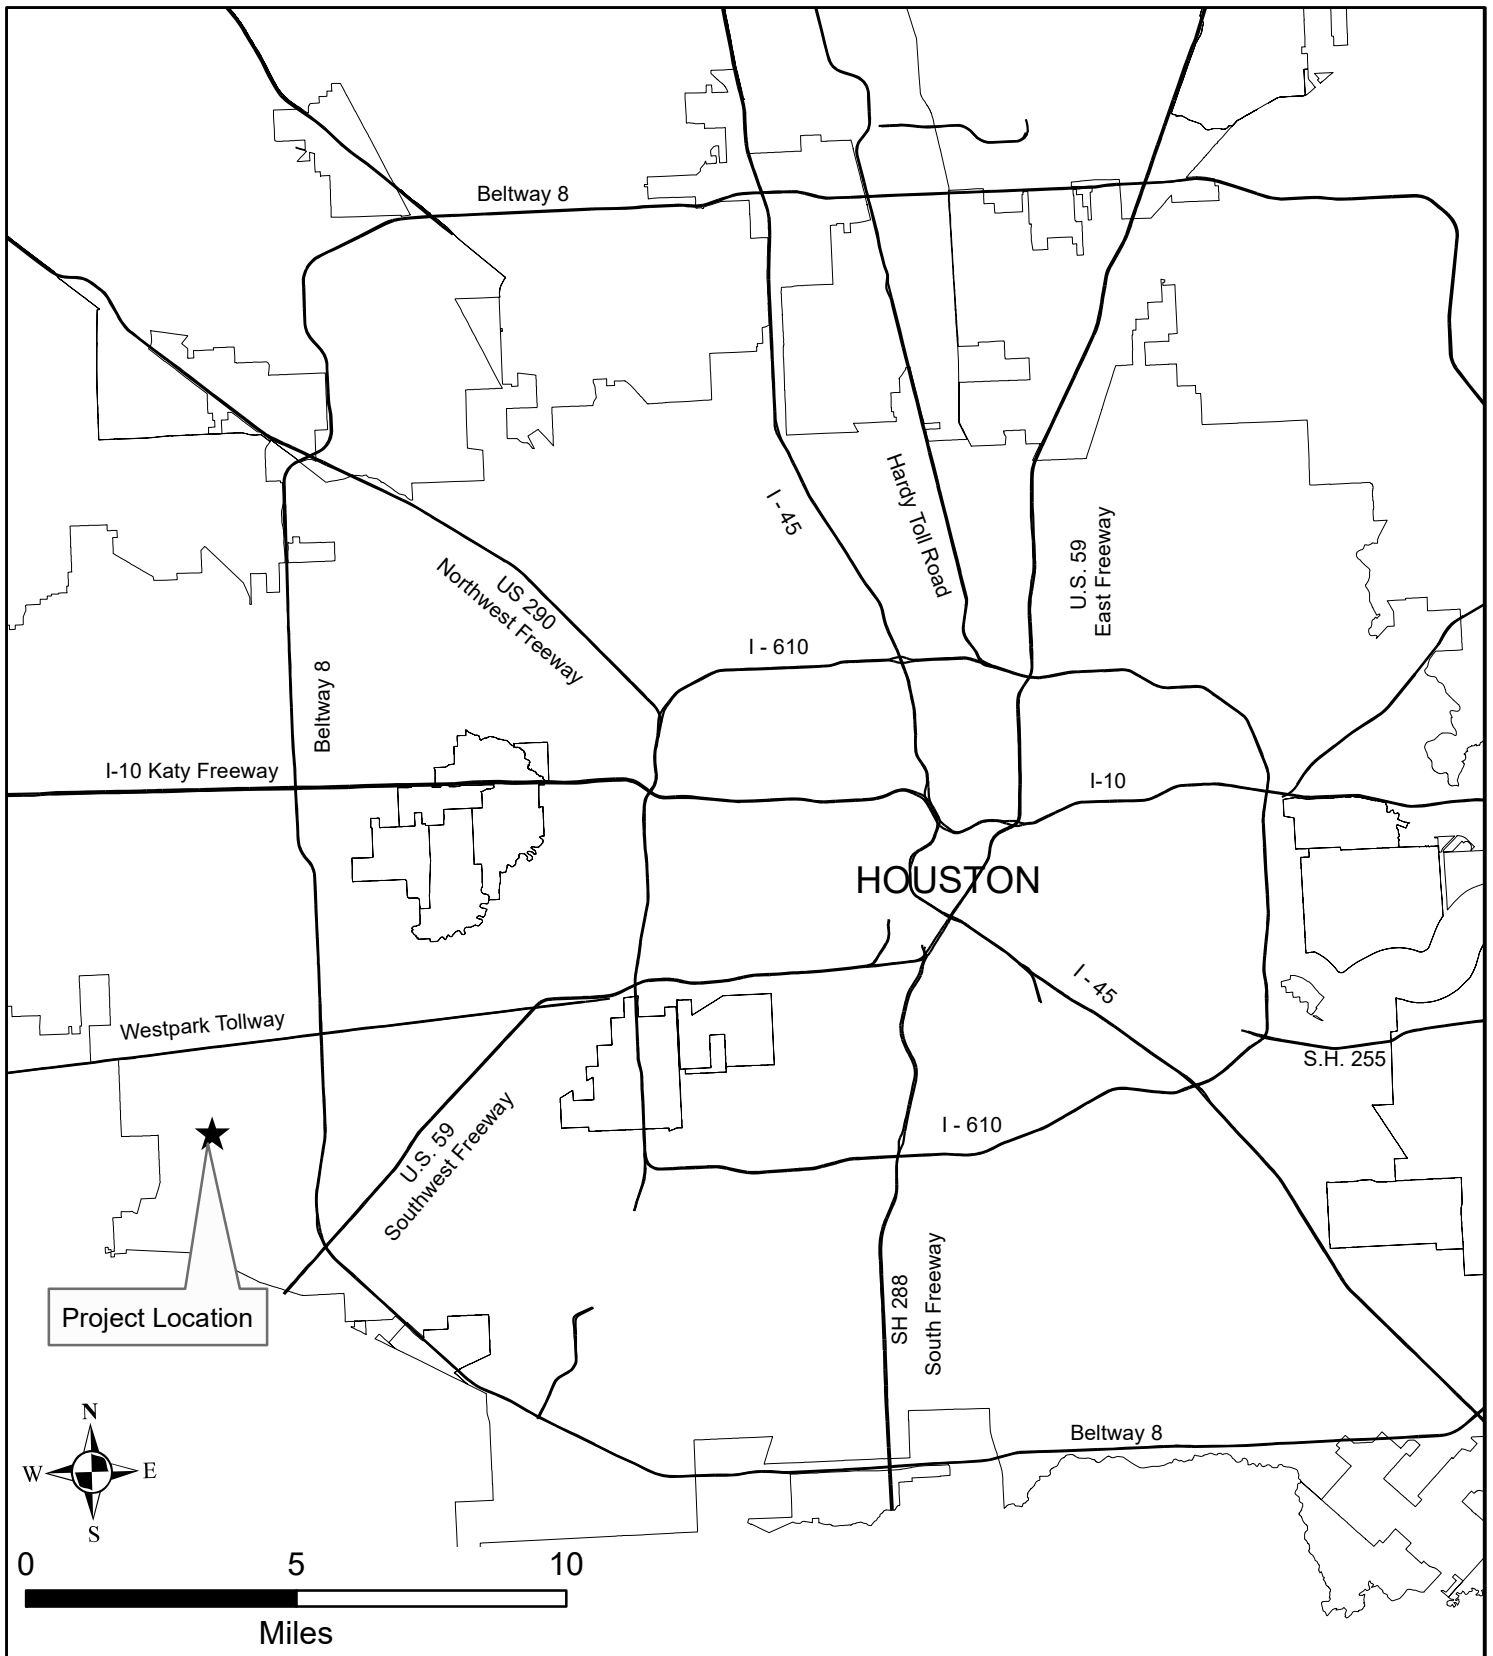 Beltway 8
I - 45
Hardy Toll Road
U.S. 59
East Freeway
US 290
Northwest Freeway
I - 610
Beltway 8
I-10 Katy Freeway
I-10
HOUSTON
I - 45
Westpark Tollway
S.H. 255
U.S. 59
Southwest Freeway
I - 610
SH 288
South Freeway
Project Location
Beltway 8
N
W
E
S
0
5
10
Miles